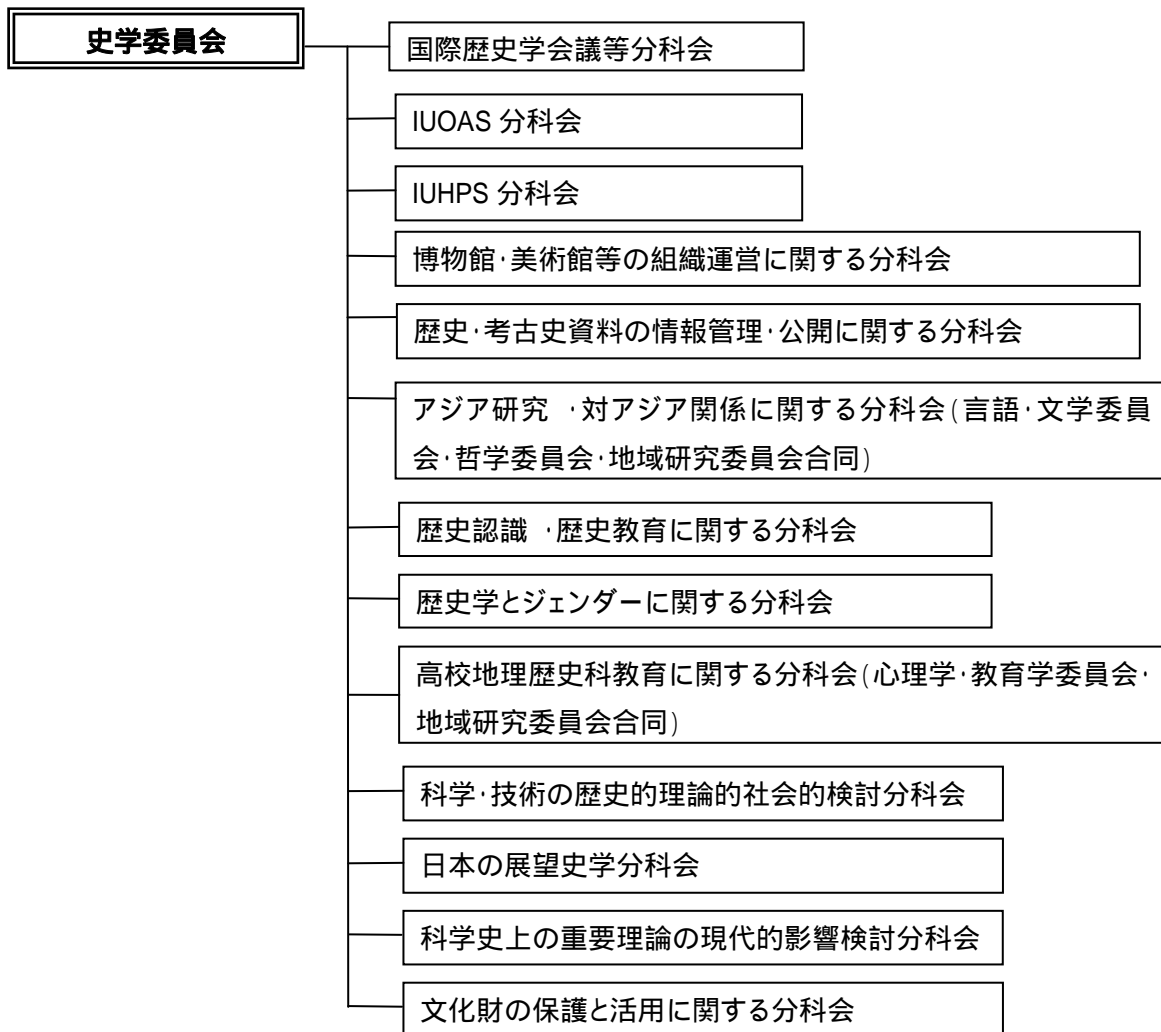 史学委員会
国際歴史学会議等分科会
IUOAS 分科会
IUHPS 分科会
博物館･美術館等の組織運営に関する分科会
歴史･考古史資料の情報管理･公開に関する分科会
アジア研究 ･対アジア関係に関する分科会(言語･文学委員
会･哲学委員会･地域研究委員会合同)
歴史認識 ･歴史教育に関する分科会
歴史学とジェンダーに関する分科会
高校地理歴史科教育に関する分科会(心理学･教育学委員会･
地域研究委員会合同)
科学･技術の歴史的理論的社会的検討分科会
日本の展望史学分科会
科学史上の重要理論の現代的影響検討分科会
文化財の保護と活用に関する分科会